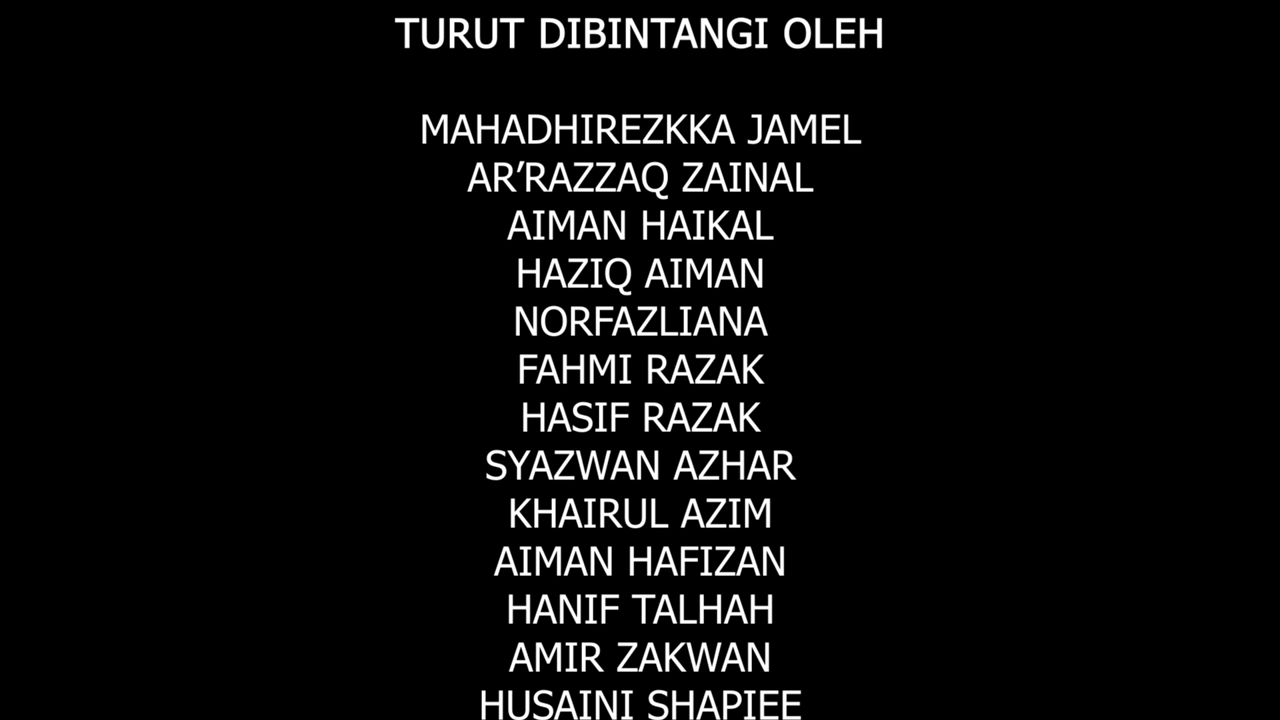 TURUT DIBINTANGI OLEH
MAHADHIREZKKA JAMEL
AR’RAZZAQ ZAINAL
AIMAN HAIKAL
HAZIQ AIMAN
NORFAZLIANA
FAHMI RAZAK
HASIF RAZAK
SYAZWAN AZHAR
KHAIRUL AZIM
AIMAN HAFIZAN
HANIF TALHAH
AMIR ZAKWAN
HUSAINI SHAPIEE